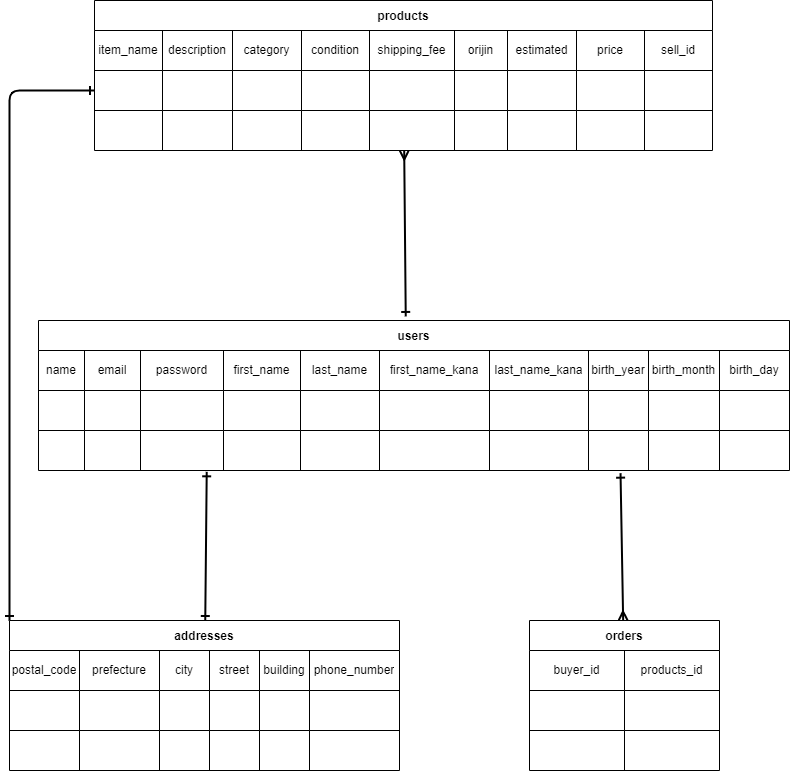 products
item_name description category condition shipping_fee orijin estimated price sell_id
users
name email password first_name last_name first_name_kana last_name_kana birth_year birth_month birth_day
addresses
postal_code prefecture city street building phone_number
orders
buyer_id products_id